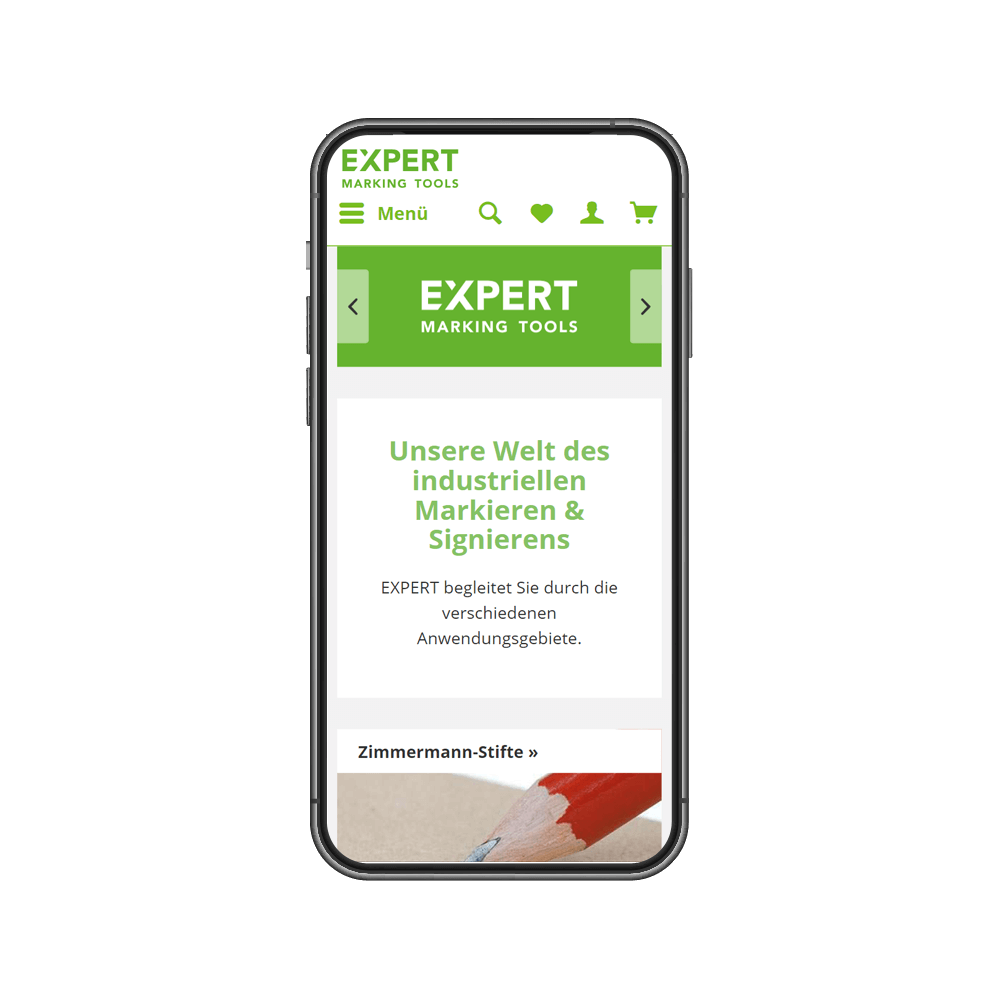 EXPERT
MARKING TOOLS
Menü
EXPERT
MARKING TOOLS
Unsere Welt des
industriellen
Markieren &
Signierens
EXPERT begleitet Sie durch die
verschiedenen
Anwendungsgebiete.
Zimmermann-Stifte »